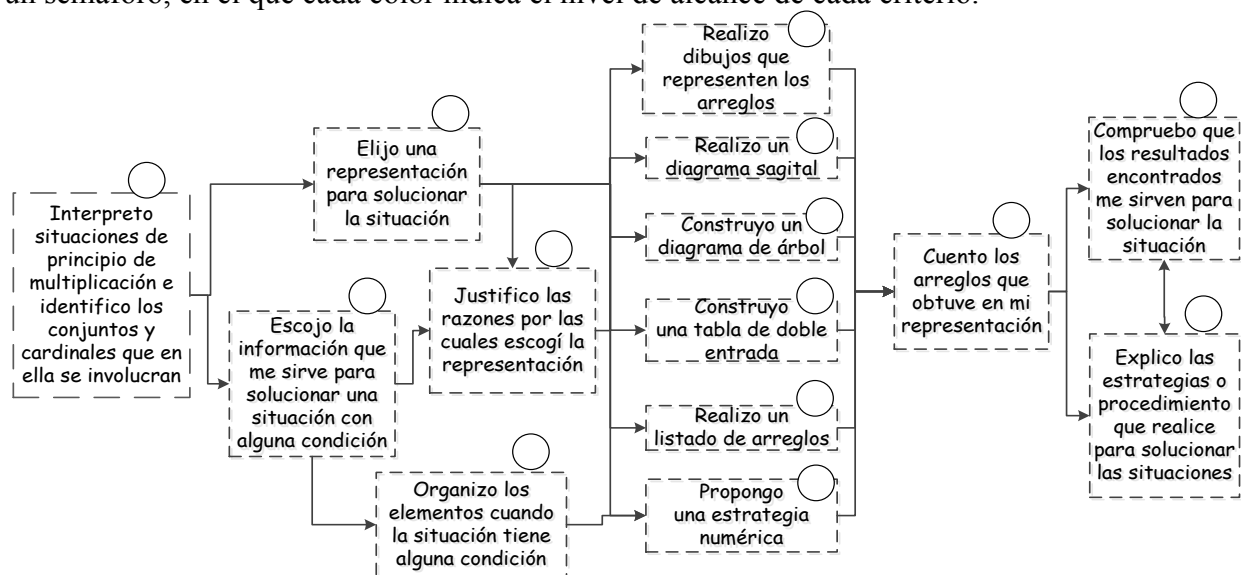 un semáforo, en el que cada color indica el nivel de alcance de cada criterio.
Interpreto
situaciones de
principio de
multiplicación e
identifico los
conjuntos y
cardinales que en
ella se involucran
Elijo una
representación
para solucionar
la situación
Escojo la
información que
me sirve para
solucionar una
situación con
alguna condición
Justifico las
razones por las
cuales escogí la
representación
Organizo los
elementos cuando
la situación tiene
alguna condición
Realizo
dibujos que
representen los
arreglos
Realizo un
diagrama sagital
Construyo un
diagrama de árbol
Construyo
una tabla de doble
entrada
Realizo un
listado de arreglos
Propongo
una estrategia
numérica
Cuento los
arreglos que
obtuve en mi
representación
Compruebo que
los resultados
encontrados
me sirven para
solucionar la
situación
Explico las
estrategias o
procedimiento
que realice
para solucionar
las situaciones